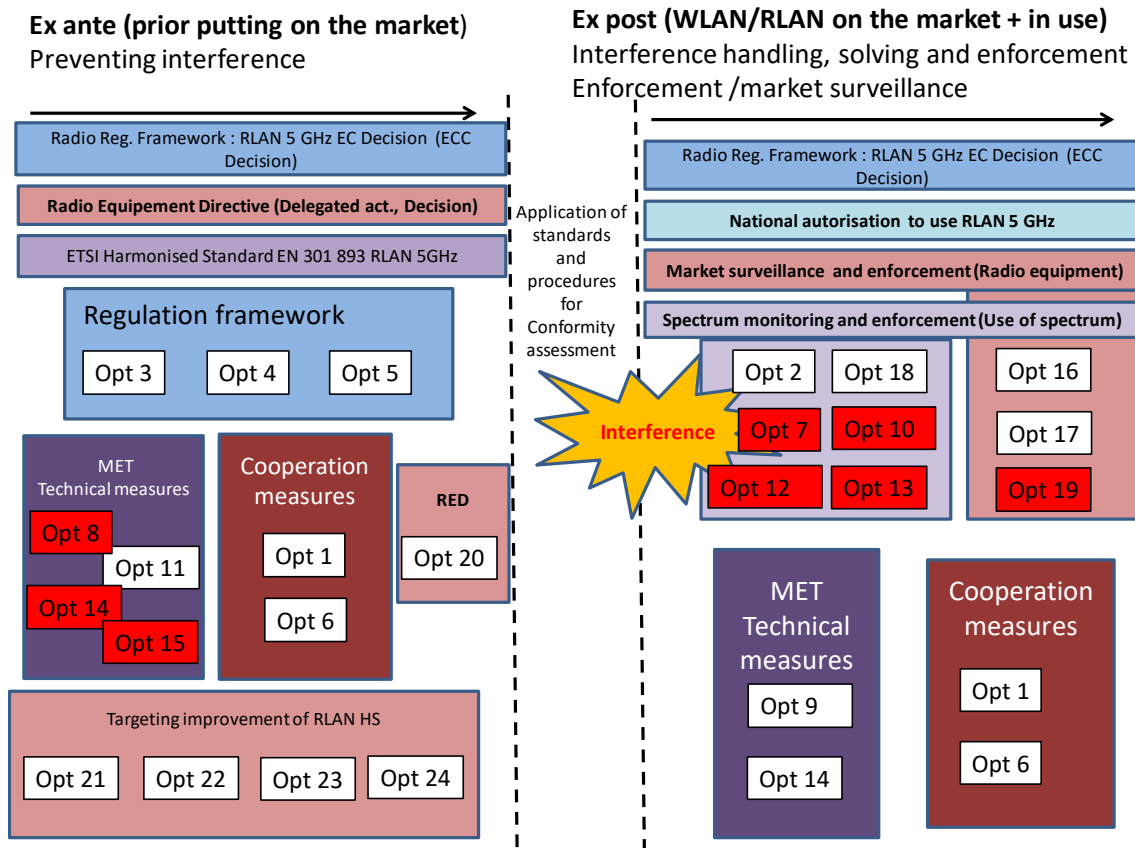 Ex ante (prior putting on the market)
Preventing interference
Radio Reg. Framework : RLAN 5 GHz EC Decision (ECC
Decision)
Radio Equipement Directive (Delegated act., Decision)
ETSI Harmonised Standard EN 301 893 RLAN 5GHz
Regulation framework
Opt 3
Opt 4
Opt 5
MET
Technical measures
Opt 8
Opt 11
Opt 14
Opt 15
Cooperation
measures
Opt 1
Opt 6
RED
Opt 20
Targeting improvement of RLAN HS
Opt 21
Opt 22
Opt 23
Opt 24
Application of
standards
and
procedures
for
Conformity
assessment
Interference
Ex post (WLAN/RLAN on the market + in use)
Interference handling, solving and enforcement
Enforcement /market surveillance
Radio Reg. Framework : RLAN 5 GHz EC Decision (ECC
Decision)
National autorisation to use RLAN 5 GHz
Market surveillance and enforcement (Radio equipment)
Spectrum monitoring and enforcement (Use of spectrum)
Opt 2
Opt 18
Opt 7
Opt 10
Opt 12
Opt 13
Opt 16
Opt 17
Opt 19
MET
Technical
measures
Opt 9
Opt 14
Cooperation
measures
Opt 1
Opt 6